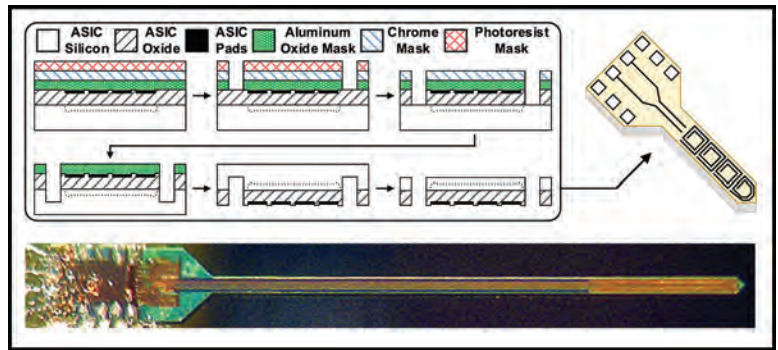 ASIC Silicon
ASIC Oxide
ASIC Pads
Aluminum Oxide Mask
Chrome Mask
Photoresist Mask